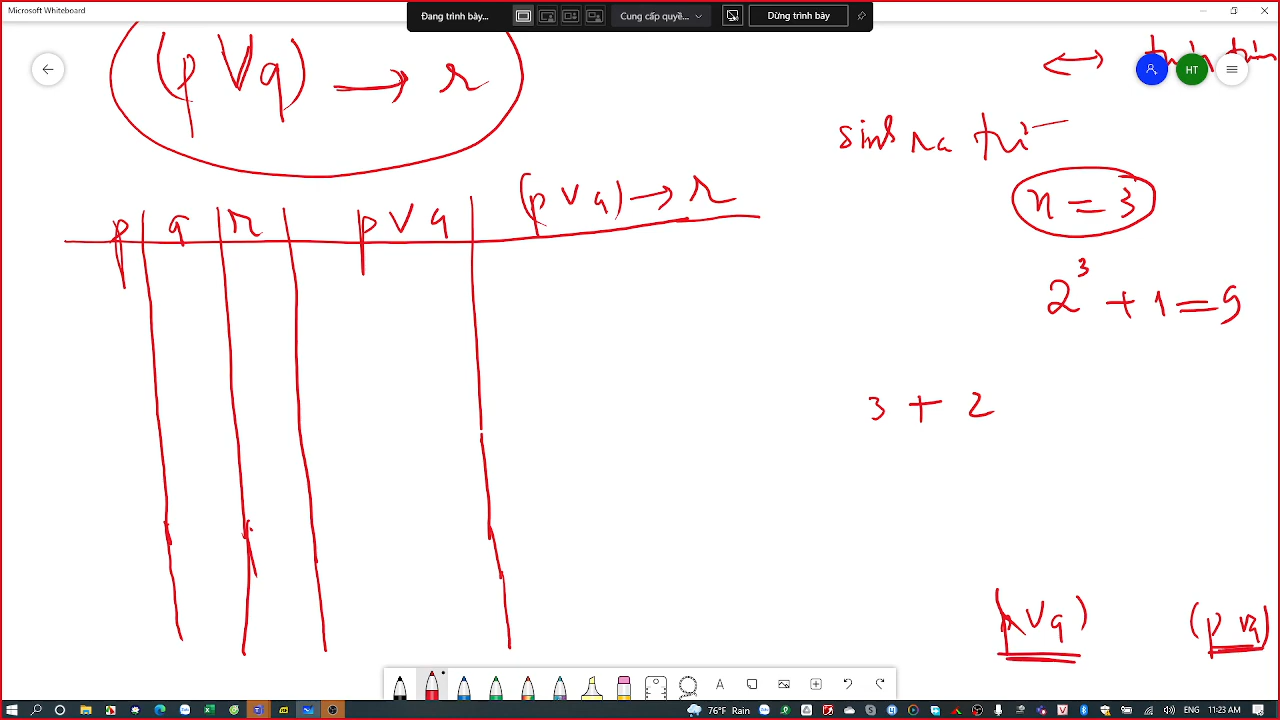 Microsoft Whiteboard
Đang trình bày...
Cung cấp quyề...
Dừng trình bày
(p ∨ q) → r
↔
HT
sinh ra từ
n = 3
p q r p ∨ q (p ∨ q) → r
2³ + 1 = 9
3 + 2
p ∨ q)
(p ∨ q)
76°F Rain
ENG
11:23 AM